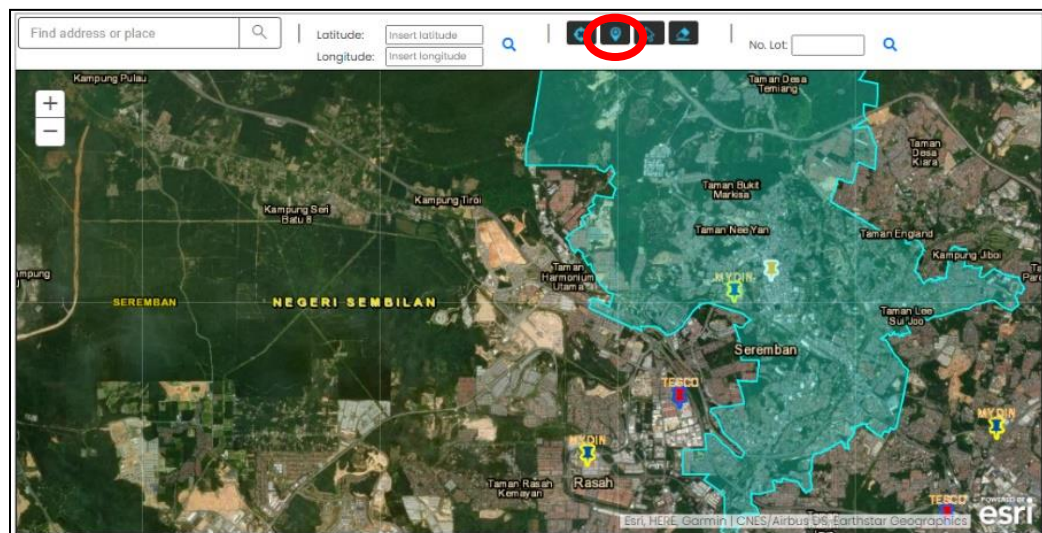 Find address or place
Latitude:
Insert latitude
Longitude:
Insert longitude
No. Lot:
+
−
Kampung Pulau
Taman Desa
Temiang
Taman
Desa
Kiara
Kampung Seri
Batu 8
Kampung Tiroi
Taman Bukit
Markisa
Taman Nee Yan
Taman England
Kampung Jiboi
Taman
Harmonium
Utama
MYDIN
SEREMBAN
NEGERI SEMBILAN
Taman Lee
Sui Joo
Seremban
TESCO
MYDIN
MYDIN
Taman Rasah
Kemayan
Rasah
TESCO
POWERED BY
esri
Esri, HERE, Garmin | CNES/Airbus DS, Earthstar Geographics